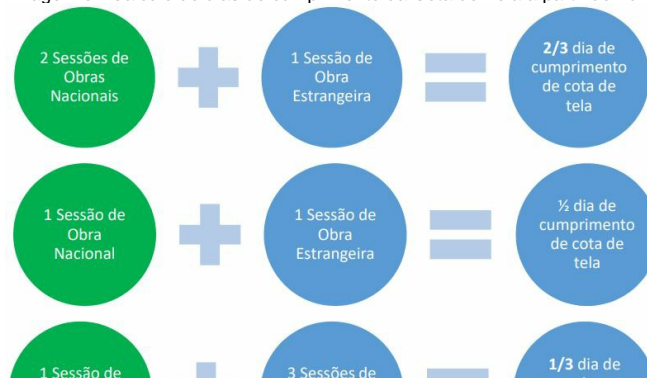 2 Sessões de
Obras
Nacionais
1 Sessão de
Obra
Estrangeira
2/3 dia de
cumprimento
de cota de
tela
1 Sessão de
Obra
Nacional
1 Sessão de
Obra
Estrangeira
½ dia de
cumprimento
de cota de
tela
1 Sessão de
3 Sessões de
1/3 dia de